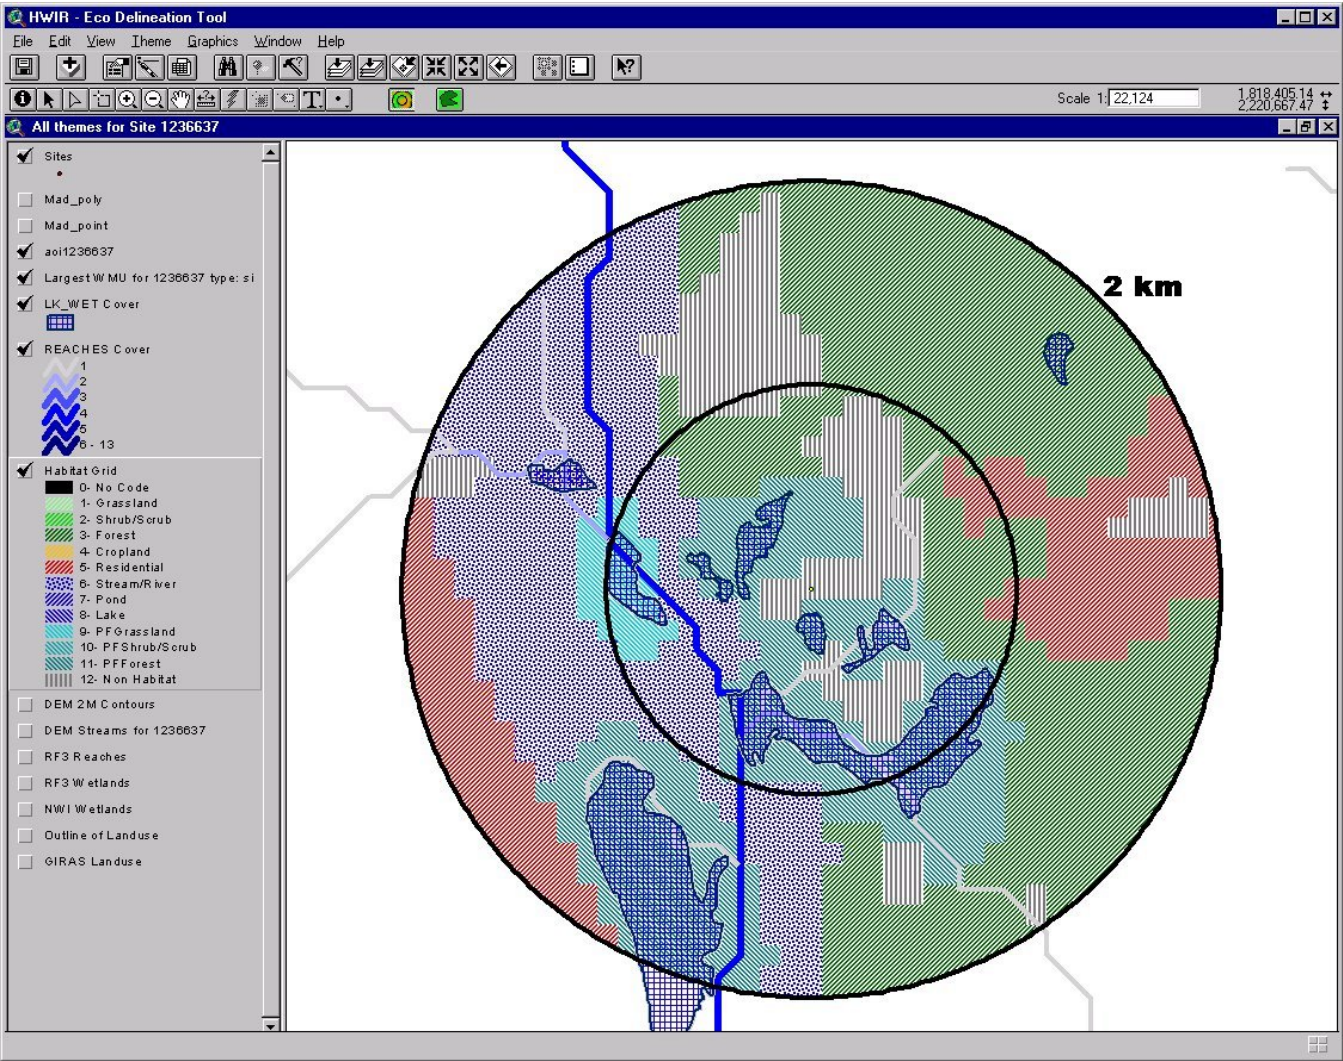 HWIR - Eco Delineation Tool
File Edit View Theme Graphics Window Help
Scale 1: 22,124
1,818,405.14
2,220,667.47
All themes for Site 1236637
Sites
Mad_poly
Mad_point
aoi1236637
Largest WMU for 1236637 type: si
LK_WET Cover
REACHES Cover
1
2
3
4
5
6 - 13
Habitat Grid
0- No Code
1- Grassland
2- Shrub/Scrub
3- Forest
4- Cropland
5- Residential
6- Stream/River
7- Pond
8- Lake
9- PFGrassland
10- PFShrub/Scrub
11- PFForest
12- Non Habitat
DEM 2M Contours
DEM Streams for 1236637
RF3 Reaches
RF3 Wetlands
NWI Wetlands
Outline of Landuse
GIRAS Landuse
2 km